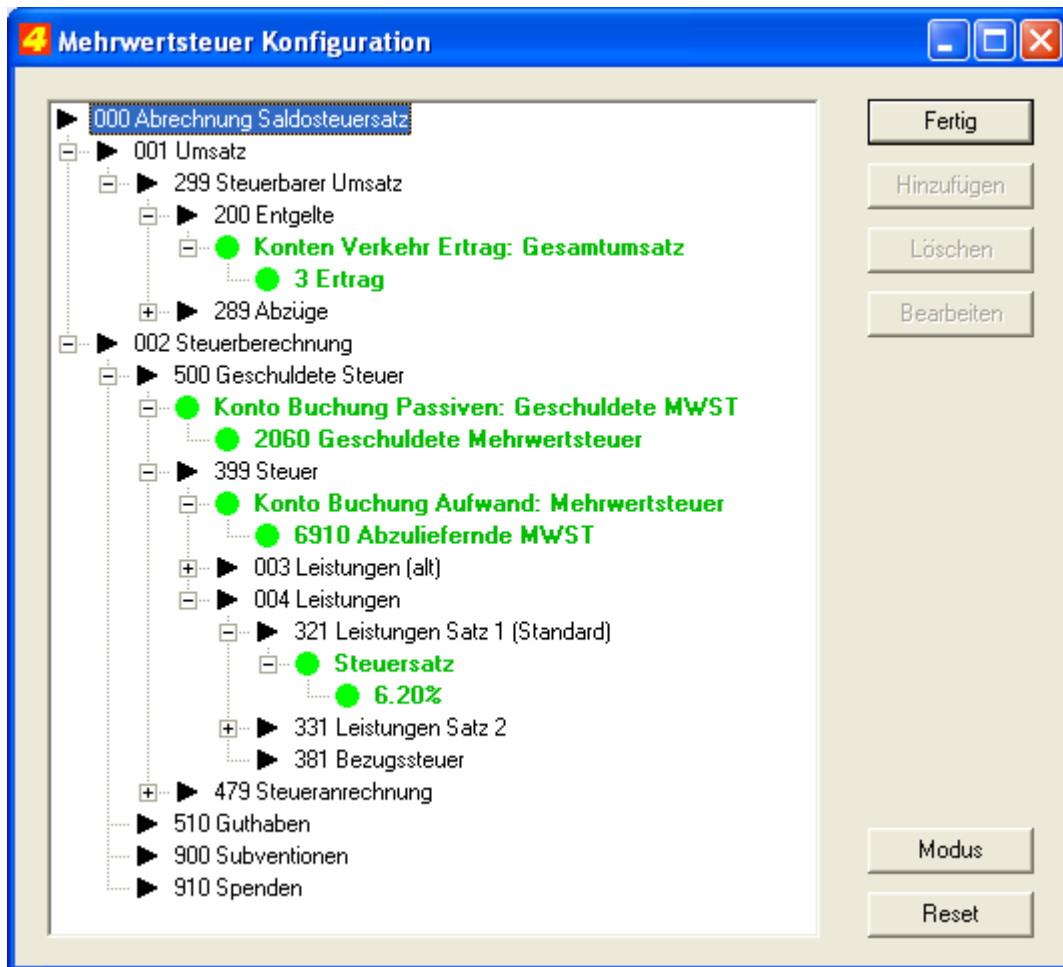 4 Mehrwertsteuer Konfiguration
000 Abrechnung Saldosteuersatz
001 Umsatz
299 Steuerbarer Umsatz
200 Entgelte
Konten Verkehr Ertrag: Gesamtumsatz
3 Ertrag
289 Abzüge
002 Steuerberechnung
500 Geschuldete Steuer
Konto Buchung Passiven: Geschuldete MWST
2060 Geschuldete Mehrwertsteuer
399 Steuer
Konto Buchung Aufwand: Mehrwertsteuer
6910 Abzuliefernde MWST
003 Leistungen (alt)
004 Leistungen
321 Leistungen Satz 1 (Standard)
Steuersatz
6.20%
331 Leistungen Satz 2
381 Bezugssteuer
479 Steueranrechnung
510 Guthaben
900 Subventionen
910 Spenden
Fertig
Hinzufügen
Löschen
Bearbeiten
Modus
Reset